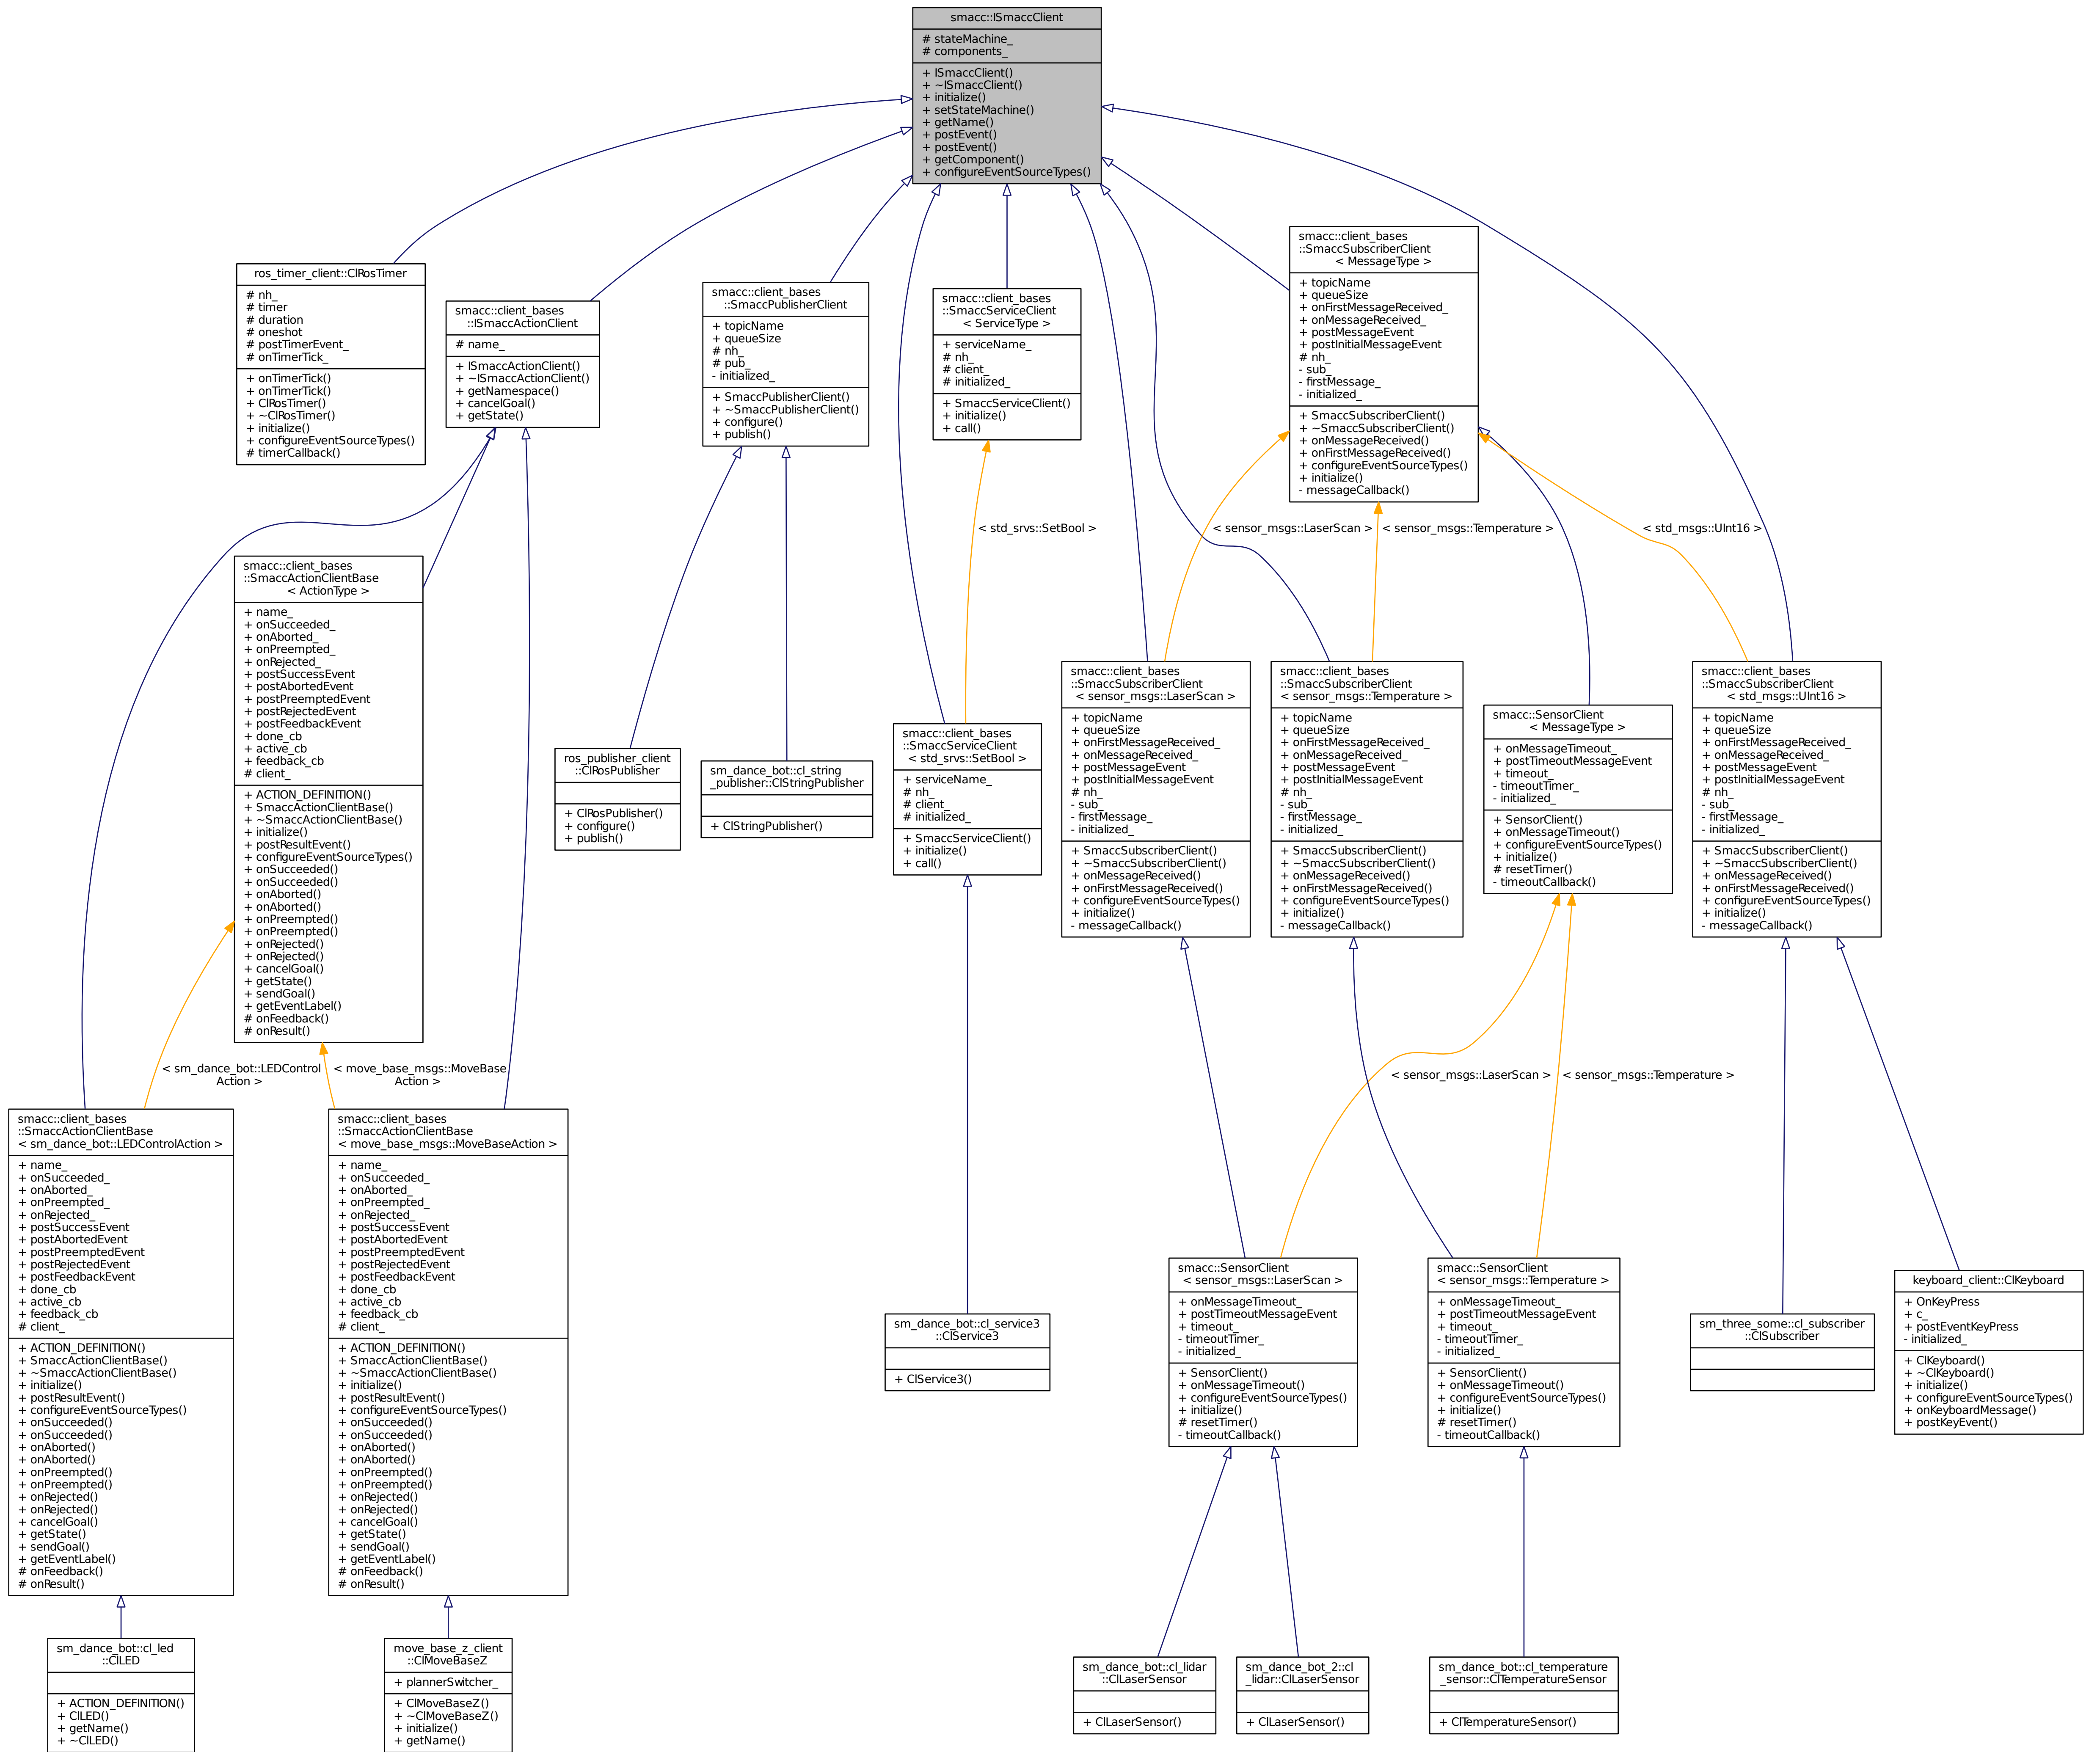 smacc::ISmaccClient
# stateMachine_
# components_
+ ISmaccClient()
+ ~ISmaccClient()
+ initialize()
+ setStateMachine()
+ getName()
+ postEvent()
+ postEvent()
+ getComponent()
+ configureEventSourceTypes()
ros_timer_client::ClRosTimer
# nh_
# timer
# duration
# oneshot
# postTimerEvent_
# onTimerTick_
+ onTimerTick()
+ onTimerTick()
+ ClRosTimer()
+ ~ClRosTimer()
+ initialize()
+ configureEventSourceTypes()
# timerCallback()
smacc::client_bases
::ISmaccActionClient
# name_
+ ISmaccActionClient()
+ ~ISmaccActionClient()
+ getNamespace()
+ cancelGoal()
+ getState()
smacc::client_bases
::SmaccPublisherClient
+ topicName
+ queueSize
# nh_
# pub_
- initialized_
+ SmaccPublisherClient()
+ ~SmaccPublisherClient()
+ configure()
+ publish()
smacc::client_bases
::SmaccServiceClient
< ServiceType >
+ serviceName_
# nh_
# client_
# initialized_
+ SmaccServiceClient()
+ initialize()
+ call()
smacc::client_bases
::SmaccSubscriberClient
< MessageType >
+ topicName
+ queueSize
+ onFirstMessageReceived_
+ onMessageReceived_
+ postMessageEvent
+ postInitialMessageEvent
# nh_
- sub_
- firstMessage_
- initialized_
+ SmaccSubscriberClient()
+ ~SmaccSubscriberClient()
+ onMessageReceived()
+ onFirstMessageReceived()
+ configureEventSourceTypes()
+ initialize()
- messageCallback()
< std_srvs::SetBool >
< sensor_msgs::LaserScan >
< sensor_msgs::Temperature >
< std_msgs::UInt16 >
smacc::client_bases
::SmaccActionClientBase
< ActionType >
+ name_
+ onSucceeded_
+ onAborted_
+ onPreempted_
+ onRejected_
+ postSuccessEvent
+ postAbortedEvent
+ postPreemptedEvent
+ postRejectedEvent
+ postFeedbackEvent
+ done_cb
+ active_cb
+ feedback_cb
# client_
+ ACTION_DEFINITION()
+ SmaccActionClientBase()
+ ~SmaccActionClientBase()
+ initialize()
+ postResultEvent()
+ configureEventSourceTypes()
+ onSucceeded()
+ onSucceeded()
+ onAborted()
+ onAborted()
+ onPreempted()
+ onPreempted()
+ onRejected()
+ onRejected()
+ cancelGoal()
+ getState()
+ sendGoal()
+ getEventLabel()
# onFeedback()
# onResult()
ros_publisher_client
::ClRosPublisher
+ ClRosPublisher()
+ configure()
+ publish()
sm_dance_bot::cl_string
_publisher::ClStringPublisher
+ ClStringPublisher()
smacc::client_bases
::SmaccServiceClient
< std_srvs::SetBool >
+ serviceName_
# nh_
# client_
# initialized_
+ SmaccServiceClient()
+ initialize()
+ call()
smacc::client_bases
::SmaccSubscriberClient
< sensor_msgs::LaserScan >
+ topicName
+ queueSize
+ onFirstMessageReceived_
+ onMessageReceived_
+ postMessageEvent
+ postInitialMessageEvent
# nh_
- sub_
- firstMessage_
- initialized_
+ SmaccSubscriberClient()
+ ~SmaccSubscriberClient()
+ onMessageReceived()
+ onFirstMessageReceived()
+ configureEventSourceTypes()
+ initialize()
- messageCallback()
smacc::client_bases
::SmaccSubscriberClient
< sensor_msgs::Temperature >
+ topicName
+ queueSize
+ onFirstMessageReceived_
+ onMessageReceived_
+ postMessageEvent
+ postInitialMessageEvent
# nh_
- sub_
- firstMessage_
- initialized_
+ SmaccSubscriberClient()
+ ~SmaccSubscriberClient()
+ onMessageReceived()
+ onFirstMessageReceived()
+ configureEventSourceTypes()
+ initialize()
- messageCallback()
smacc::SensorClient
< MessageType >
+ onMessageTimeout_
+ postTimeoutMessageEvent
+ timeout_
- timeoutTimer_
- initialized_
+ SensorClient()
+ onMessageTimeout()
+ configureEventSourceTypes()
+ initialize()
# resetTimer()
- timeoutCallback()
smacc::client_bases
::SmaccSubscriberClient
< std_msgs::UInt16 >
+ topicName
+ queueSize
+ onFirstMessageReceived_
+ onMessageReceived_
+ postMessageEvent
+ postInitialMessageEvent
# nh_
- sub_
- firstMessage_
- initialized_
+ SmaccSubscriberClient()
+ ~SmaccSubscriberClient()
+ onMessageReceived()
+ onFirstMessageReceived()
+ configureEventSourceTypes()
+ initialize()
- messageCallback()
< sm_dance_bot::LEDControl
Action >
< move_base_msgs::MoveBase
Action >
< sensor_msgs::LaserScan >
< sensor_msgs::Temperature >
smacc::client_bases
::SmaccActionClientBase
< sm_dance_bot::LEDControlAction >
+ name_
+ onSucceeded_
+ onAborted_
+ onPreempted_
+ onRejected_
+ postSuccessEvent
+ postAbortedEvent
+ postPreemptedEvent
+ postRejectedEvent
+ postFeedbackEvent
+ done_cb
+ active_cb
+ feedback_cb
# client_
+ ACTION_DEFINITION()
+ SmaccActionClientBase()
+ ~SmaccActionClientBase()
+ initialize()
+ postResultEvent()
+ configureEventSourceTypes()
+ onSucceeded()
+ onSucceeded()
+ onAborted()
+ onAborted()
+ onPreempted()
+ onPreempted()
+ onRejected()
+ onRejected()
+ cancelGoal()
+ getState()
+ sendGoal()
+ getEventLabel()
# onFeedback()
# onResult()
smacc::client_bases
::SmaccActionClientBase
< move_base_msgs::MoveBaseAction >
+ name_
+ onSucceeded_
+ onAborted_
+ onPreempted_
+ onRejected_
+ postSuccessEvent
+ postAbortedEvent
+ postPreemptedEvent
+ postRejectedEvent
+ postFeedbackEvent
+ done_cb
+ active_cb
+ feedback_cb
# client_
+ ACTION_DEFINITION()
+ SmaccActionClientBase()
+ ~SmaccActionClientBase()
+ initialize()
+ postResultEvent()
+ configureEventSourceTypes()
+ onSucceeded()
+ onSucceeded()
+ onAborted()
+ onAborted()
+ onPreempted()
+ onPreempted()
+ onRejected()
+ onRejected()
+ cancelGoal()
+ getState()
+ sendGoal()
+ getEventLabel()
# onFeedback()
# onResult()
sm_dance_bot::cl_service3
::ClService3
+ ClService3()
smacc::SensorClient
< sensor_msgs::LaserScan >
+ onMessageTimeout_
+ postTimeoutMessageEvent
+ timeout_
- timeoutTimer_
- initialized_
+ SensorClient()
+ onMessageTimeout()
+ configureEventSourceTypes()
+ initialize()
# resetTimer()
- timeoutCallback()
smacc::SensorClient
< sensor_msgs::Temperature >
+ onMessageTimeout_
+ postTimeoutMessageEvent
+ timeout_
- timeoutTimer_
- initialized_
+ SensorClient()
+ onMessageTimeout()
+ configureEventSourceTypes()
+ initialize()
# resetTimer()
- timeoutCallback()
sm_three_some::cl_subscriber
::ClSubscriber
keyboard_client::ClKeyboard
+ OnKeyPress
+ c_
+ postEventKeyPress
- initialized_
+ ClKeyboard()
+ ~ClKeyboard()
+ initialize()
+ configureEventSourceTypes()
+ onKeyboardMessage()
+ postKeyEvent()
sm_dance_bot::cl_led
::ClLED
+ ACTION_DEFINITION()
+ ClLED()
+ getName()
+ ~ClLED()
move_base_z_client
::ClMoveBaseZ
+ plannerSwitcher_
+ ClMoveBaseZ()
+ ~ClMoveBaseZ()
+ initialize()
+ getName()
sm_dance_bot::cl_lidar
::ClLaserSensor
+ ClLaserSensor()
sm_dance_bot_2::cl
_lidar::ClLaserSensor
+ ClLaserSensor()
sm_dance_bot::cl_temperature
_sensor::ClTemperatureSensor
+ ClTemperatureSensor()